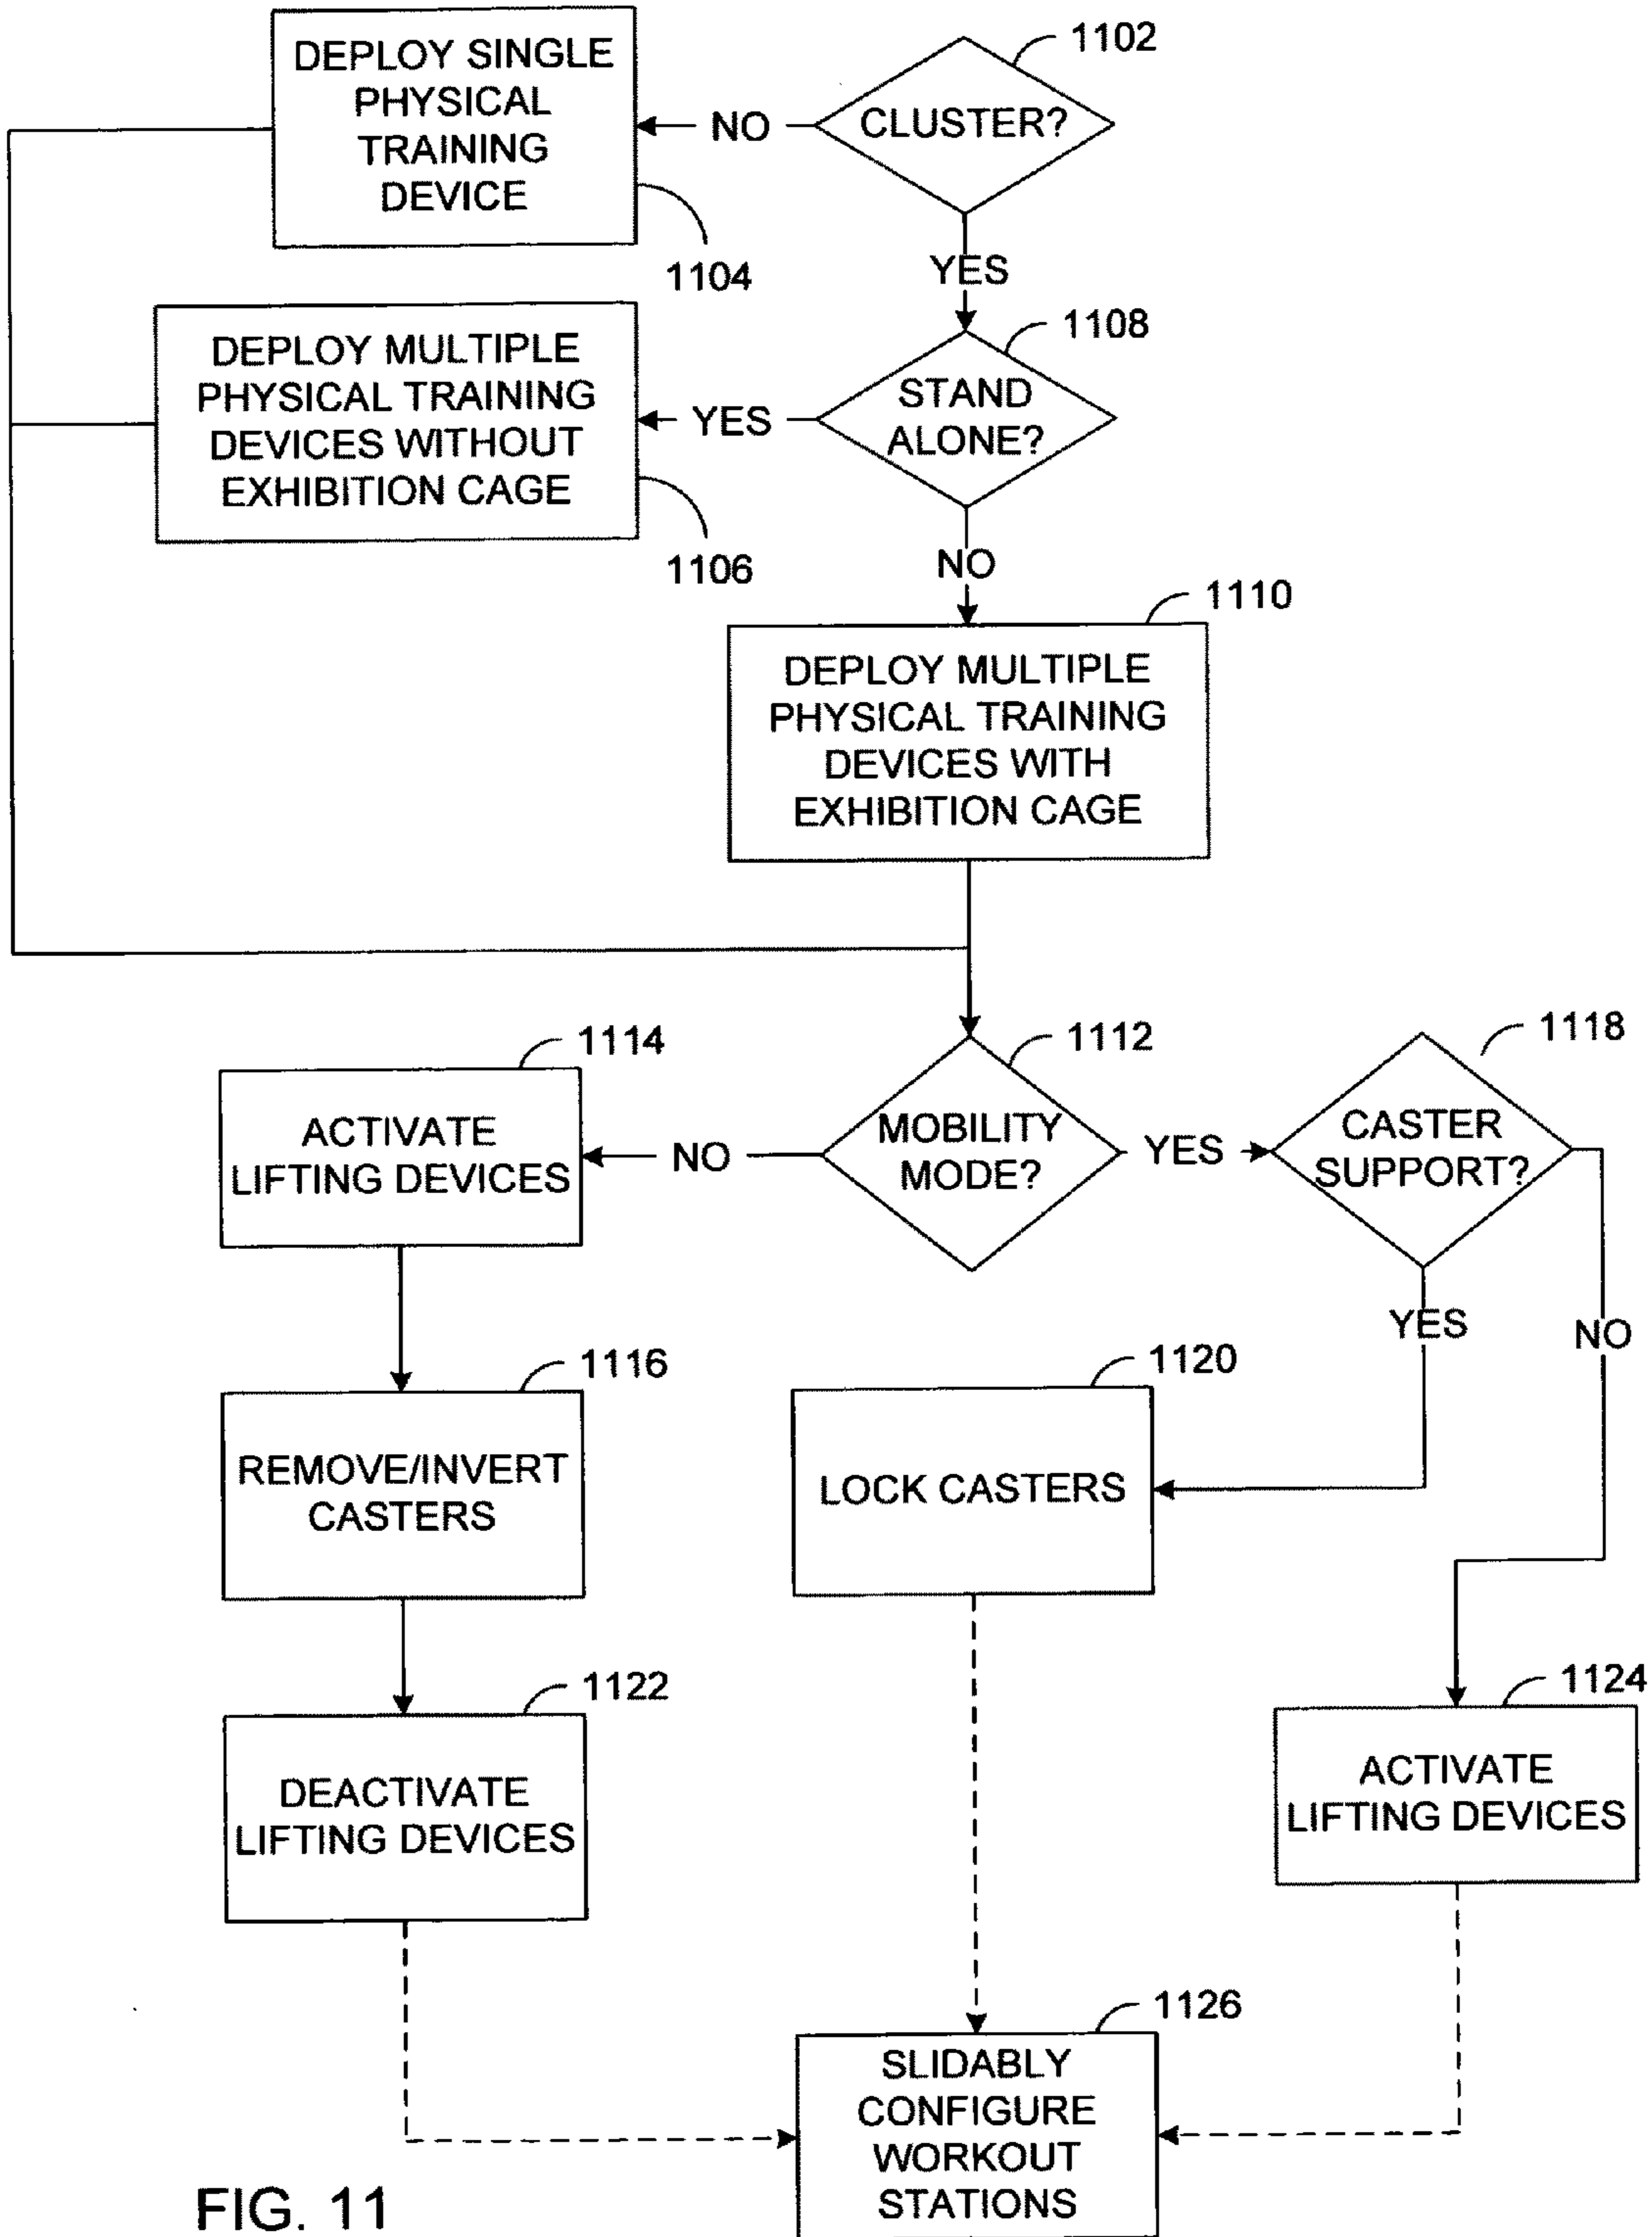 DEPLOY SINGLE
PHYSICAL
TRAINING
DEVICE
1104
NO
CLUSTER?
1102
YES
DEPLOY MULTIPLE
PHYSICAL TRAINING
DEVICES WITHOUT
EXHIBITION CAGE
1106
YES
STAND
ALONE?
1108
NO
1110
DEPLOY MULTIPLE
PHYSICAL TRAINING
DEVICES WITH
EXHIBITION CAGE
1114
ACTIVATE
LIFTING DEVICES
NO
1112
MOBILITY
MODE?
YES
1118
CASTER
SUPPORT?
YES
NO
1116
REMOVE/INVERT
CASTERS
1120
LOCK CASTERS
1122
DEACTIVATE
LIFTING DEVICES
1124
ACTIVATE
LIFTING DEVICES
1126
SLIDABLY
CONFIGURE
WORKOUT
STATIONS
FIG. 11